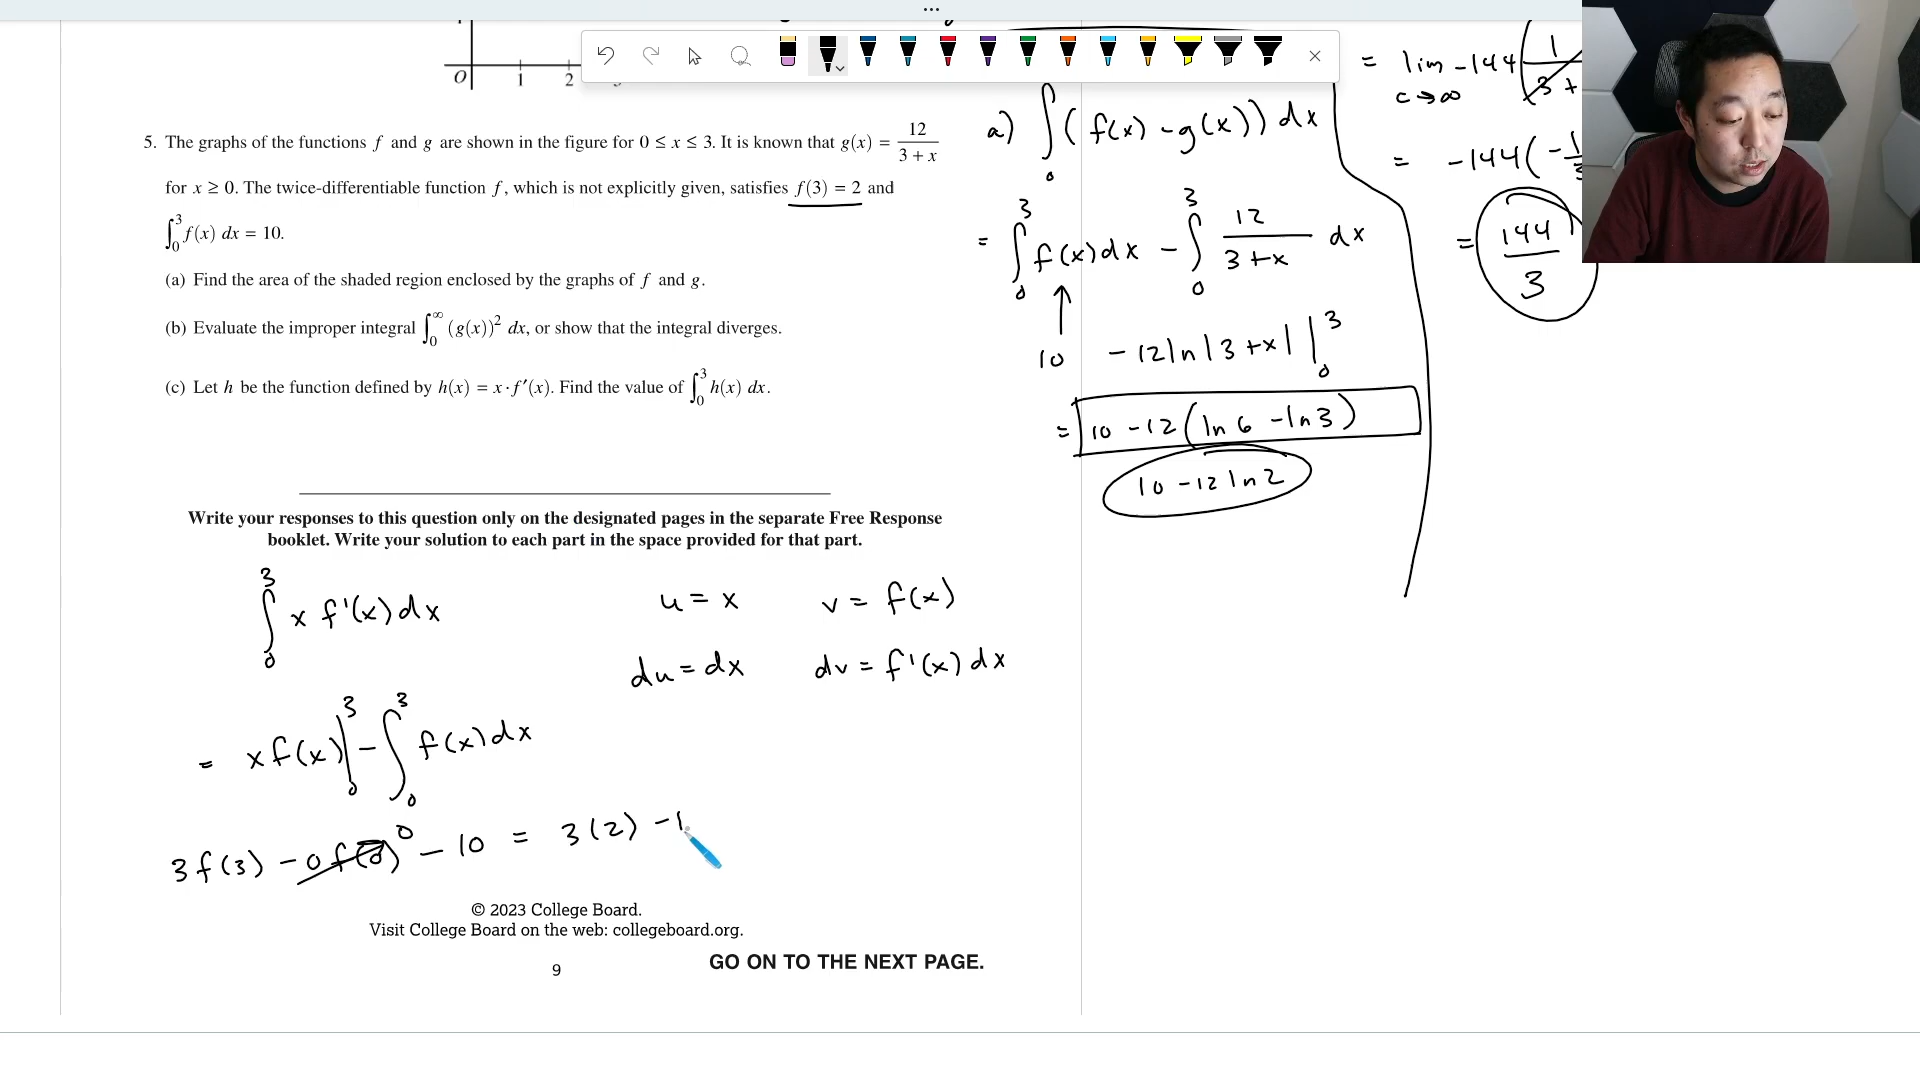 O 1 2
5. The graphs of the functions f and g are shown in the figure for 0 ≤ x ≤ 3. It is known that g(x) = 12/(3 + x)
for x ≥ 0. The twice-differentiable function f, which is not explicitly given, satisfies f(3) = 2 and
∫₀³ f(x) dx = 10.
(a) Find the area of the shaded region enclosed by the graphs of f and g.
(b) Evaluate the improper integral ∫₀^∞ (g(x))² dx, or show that the integral diverges.
(c) Let h be the function defined by h(x) = x·f′(x). Find the value of ∫₀³ h(x) dx.
Write your responses to this question only on the designated pages in the separate Free Response
booklet. Write your solution to each part in the space provided for that part.
∫₀³ x f'(x) dx
u = x v = f(x)
du = dx dv = f'(x) dx
= x f(x)|₀³ - ∫₀³ f(x) dx
3 f(3) - 0 f(0) 0 - 10 = 3(2) - 1
© 2023 College Board.
Visit College Board on the web: collegeboard.org.
9
GO ON TO THE NEXT PAGE.
a) ∫₀ (f(x) - g(x)) dx
= ∫₀³ f(x) dx - ∫₀³ 12/(3+x) dx
10 - 12 ln|3+x| |₀³
= 10 - 12(ln 6 - ln 3)
10 - 12 ln 2
= lim c→∞ -144 (1/(3+
= -144(-1/3
= 144/3